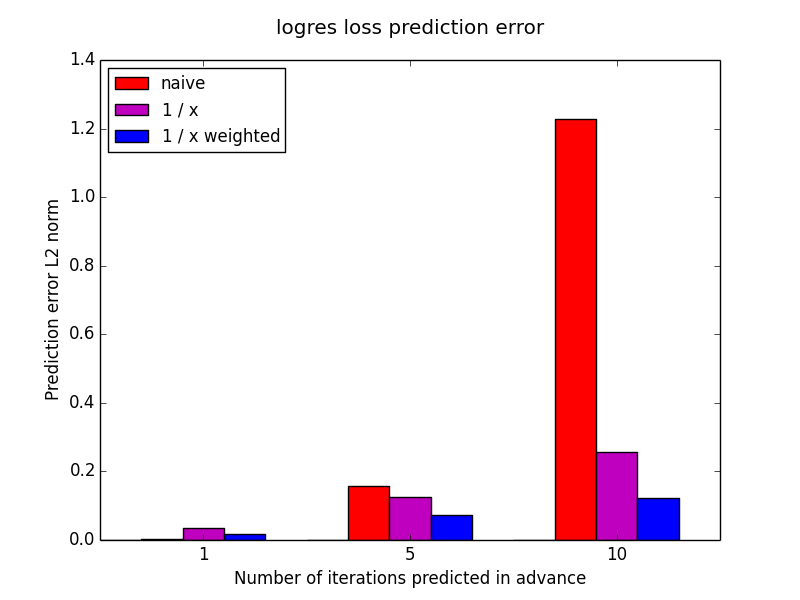 logres loss prediction error
1.4
1.2
1.0
0.8
0.6
0.4
0.2
0.0
Prediction error L2 norm
naive
1 / x
1 / x weighted
1
5
10
Number of iterations predicted in advance